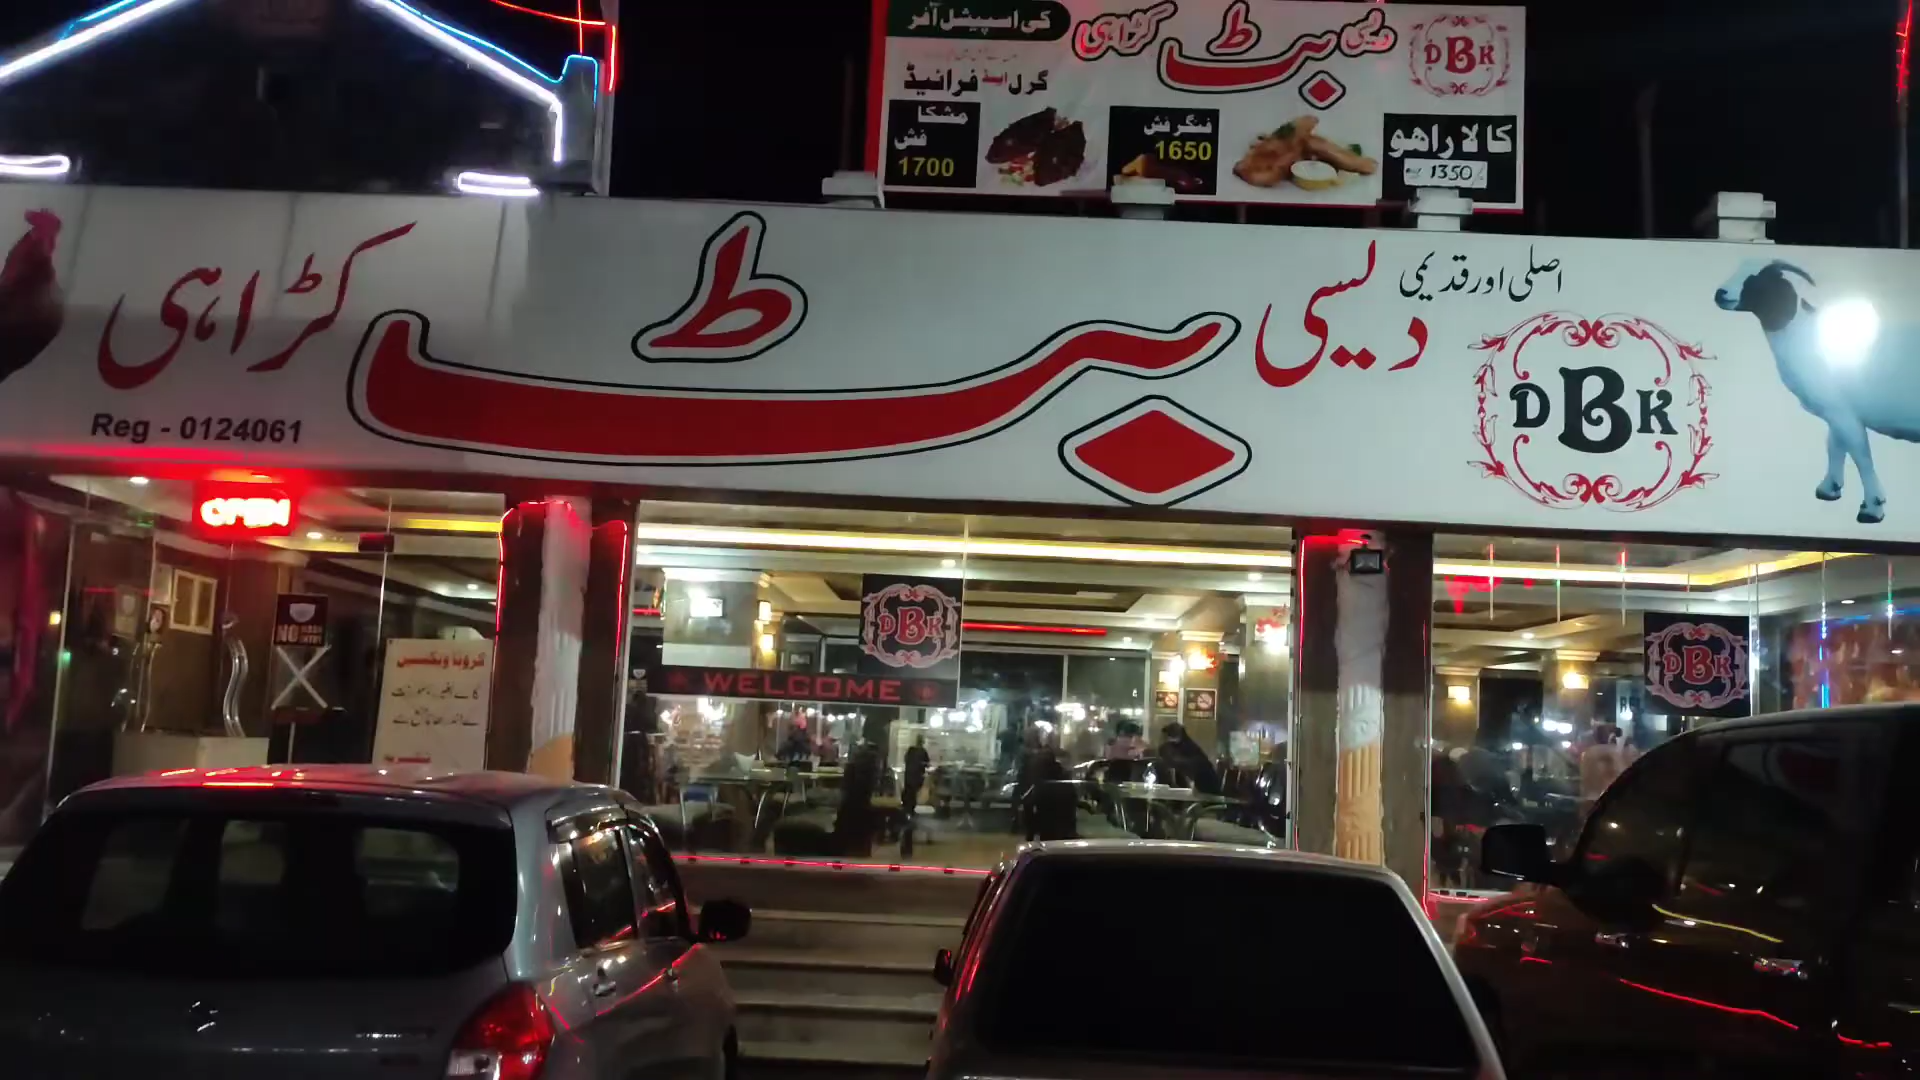 کی اسپیشل آفر
دیسی بٹ کڑاہی
DBK
گرل اینڈ فرائیڈ
مشکا
فش
1700
فنگر فش
1650
کالا راھو
1350/
اصلی اور قدیمی
دیسی بٹ کڑاہی
DBK
Reg - 0124061
OPEN
NO
DBK
WELCOME
DBK
کرونا ویکسین